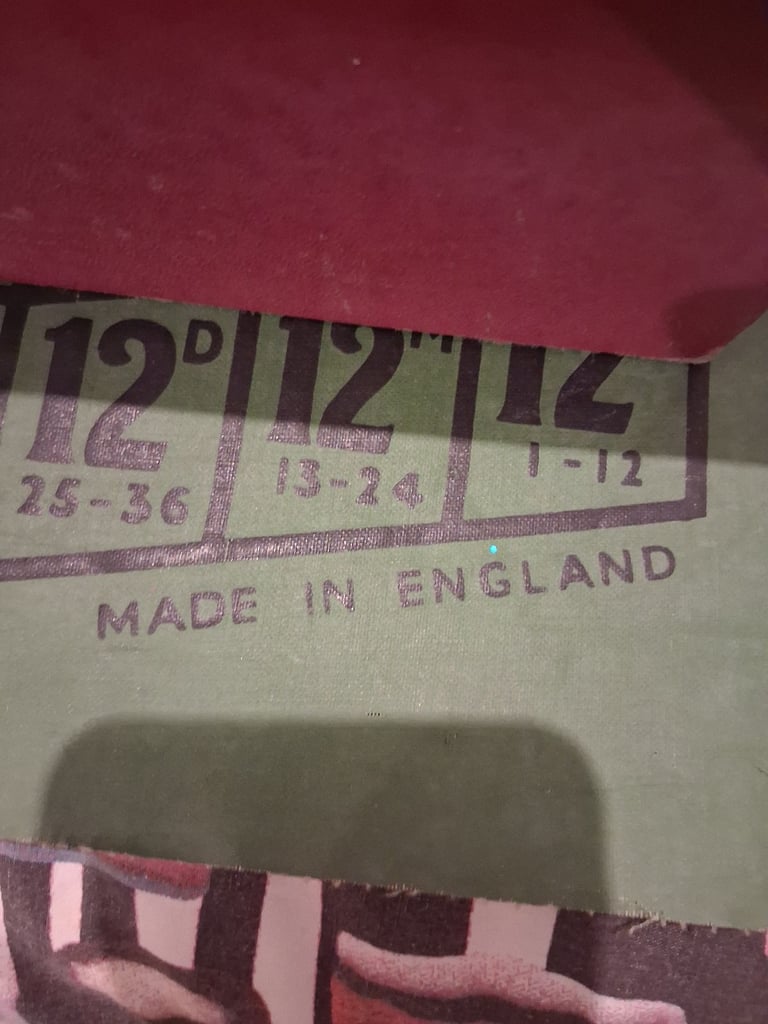 12D 12M 12
25-36 13-24 1-12
MADE IN ENGLAND